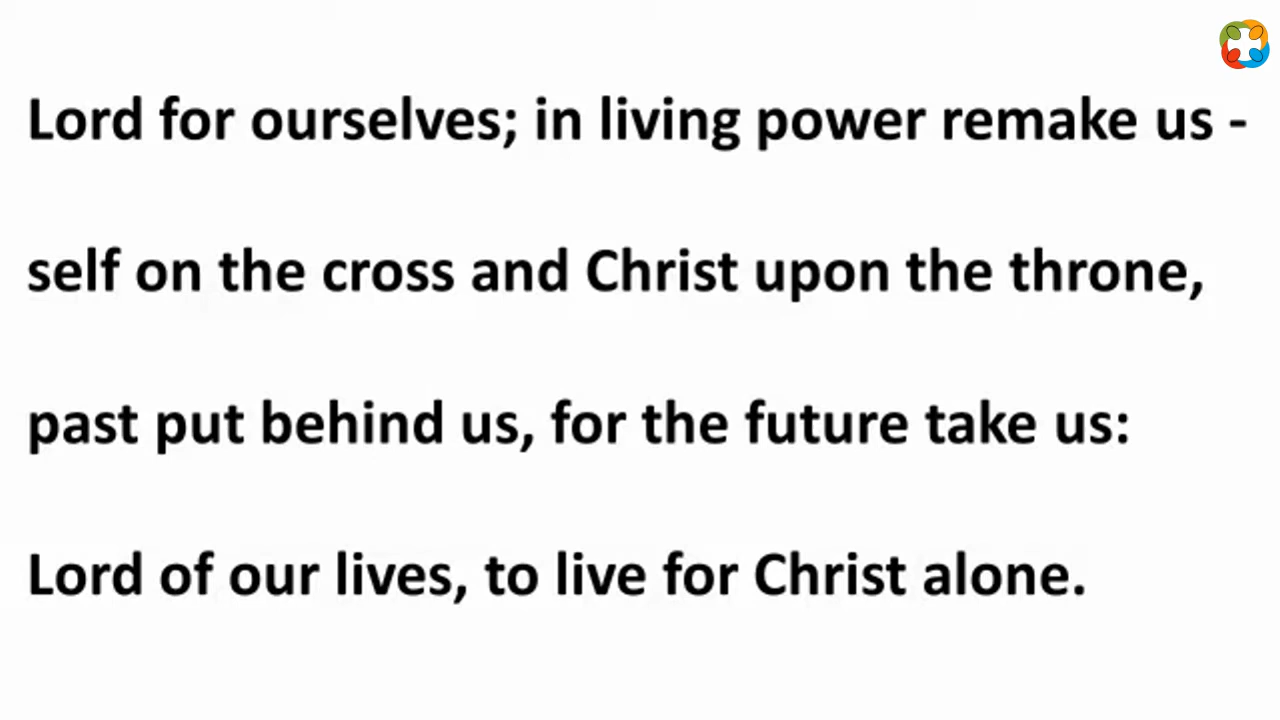 Lord for ourselves; in living power remake us -
self on the cross and Christ upon the throne,
past put behind us, for the future take us:
Lord of our lives, to live for Christ alone.